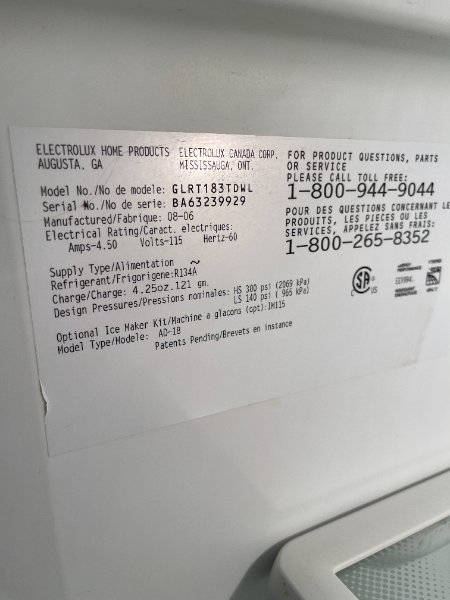 ELECTROLUX HOME PRODUCTS
AUGUSTA, GA
ELECTROLUX CANADA CORP.
MISSISSAUGA, ONT.
FOR PRODUCT QUESTIONS, PARTS
OR SERVICE
PLEASE CALL TOLL FREE:
1-800-944-9044
POUR DES QUESTIONS CONCERNANT LE
PRODUITS, LES PIECES OU LES
SERVICES, APPELEZ SANS FRAIS:
1-800-265-8352
Model No./No de modele: GLRT183TDWL
Serial No./No de serie: BA63239929
Manufactured/Fabrique: 08-06
Electrical Rating/Caract. electriques:
Amps-4.50 Volts-115 Hertz-60
Supply Type/Alimentation ~
Refrigerant/Frigorigene:R134A
Charge/Charge: 4.25oz.121 gm.
Design Pressures/Pressions nominales: HS 300 psi (2069 kPa)
LS 140 psi ( 965 kPa)
Optional Ice Maker Kit/Machine a glacons (opt):IM115
Model Type/Modele: AD-18
Patents Pending/Brevets en instance
SA
US